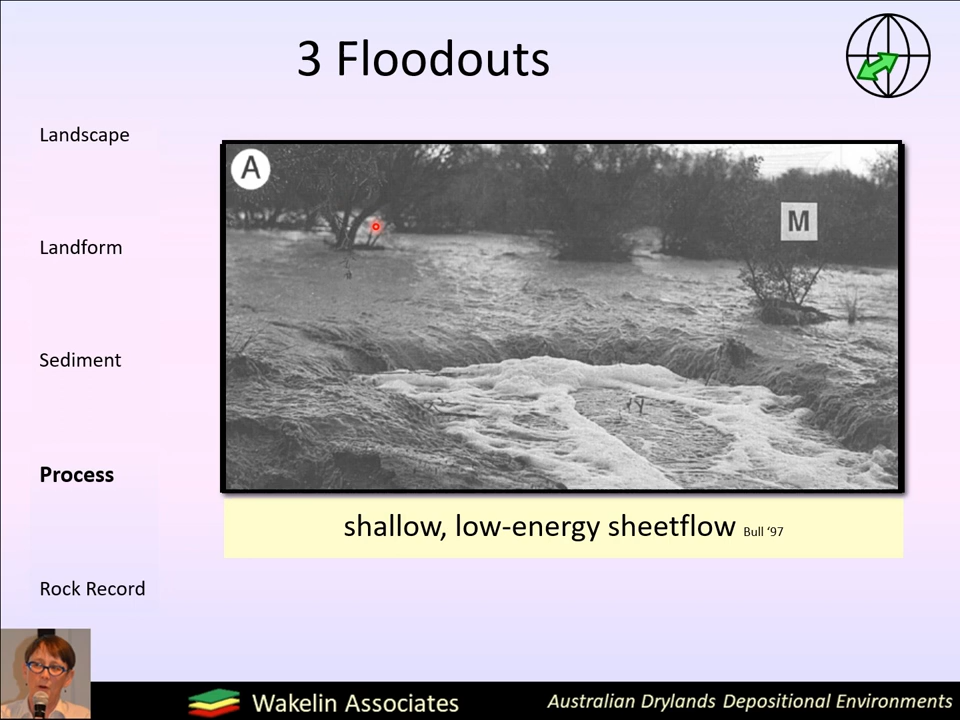 3 Floodouts
Landscape
Landform
Sediment
Process
Rock Record
A
M
shallow, low-energy sheetflow Bull ‘97
Wakelin Associates
Australian Drylands Depositional Environments